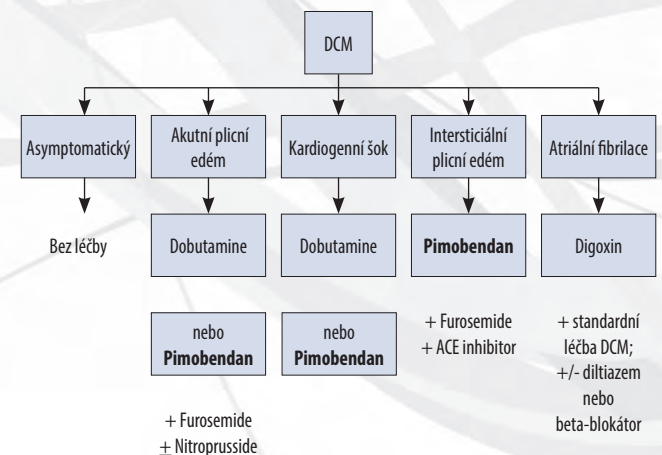 DCM
Asymptomatický
Akutní plicní
edém
Kardiogenní šok
Intersticiální
plicní edém
Atriální fibrilace
Bez léčby
Dobutamine
Dobutamine
Pimobendan
Digoxin
nebo
Pimobendan
nebo
Pimobendan
+ Furosemide
+ ACE inhibitor
+ standardní
léčba DCM;
+/- diltiazem
nebo
beta-blokátor
+ Furosemide
+ Nitroprusside